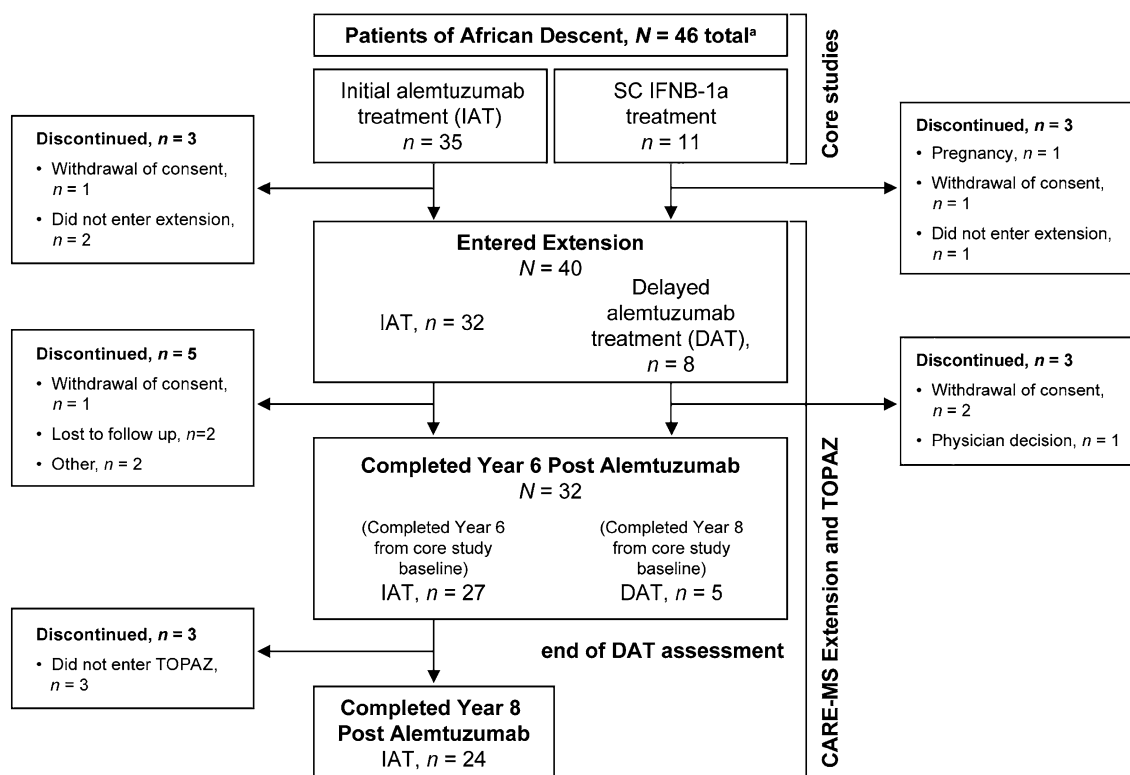 Patients of African Descent, N = 46 totalᵃ
Initial alemtuzumab
treatment (IAT)
n = 35
SC IFNB-1a
treatment
n = 11
Core studies
Discontinued, n = 3
• Withdrawal of consent,
n = 1
• Did not enter extension,
n = 2
Discontinued, n = 3
• Pregnancy, n = 1
• Withdrawal of consent,
n = 1
• Did not enter extension,
n = 1
Entered Extension
N = 40
IAT, n = 32
Delayed
alemtuzumab
treatment (DAT),
n = 8
Discontinued, n = 5
• Withdrawal of consent,
n = 1
• Lost to follow up, n=2
• Other, n = 2
Discontinued, n = 3
• Withdrawal of consent,
n = 2
• Physician decision, n = 1
Completed Year 6 Post Alemtuzumab
N = 32
(Completed Year 6
from core study
baseline)
IAT, n = 27
(Completed Year 8
from core study
baseline)
DAT, n = 5
CARE-MS Extension and TOPAZ
Discontinued, n = 3
• Did not enter TOPAZ,
n = 3
end of DAT assessment
Completed Year 8
Post Alemtuzumab
IAT, n = 24